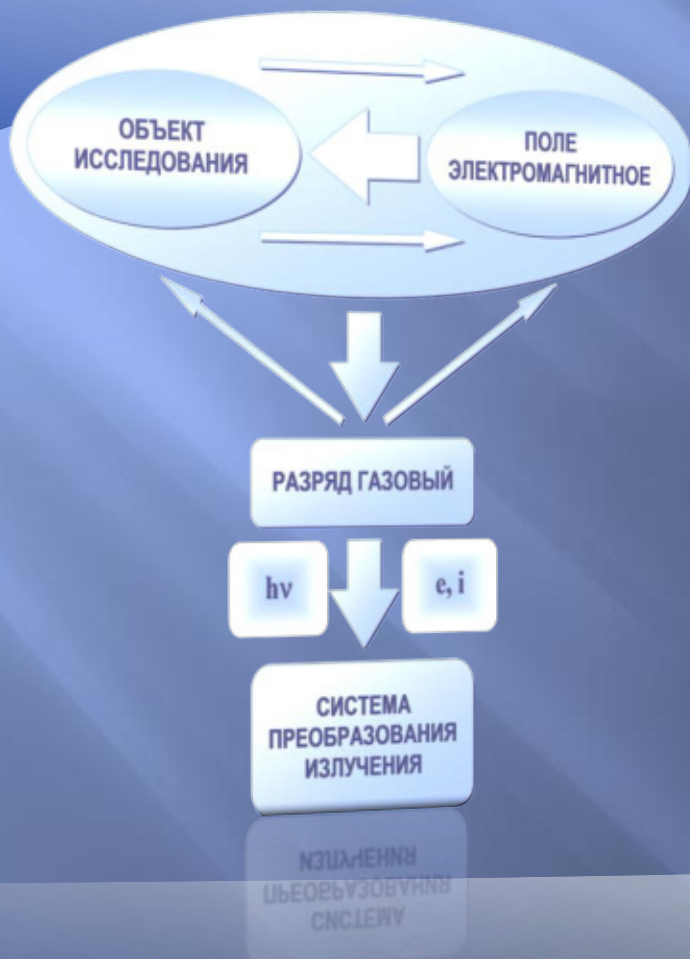 ОБЪЕКТ
ИССЛЕДОВАНИЯ
ПОЛЕ
ЭЛЕКТРОМАГНИТНОЕ
РАЗРЯД ГАЗОВЫЙ
hν
e, i
СИСТЕМА
ПРЕОБРАЗОВАНИЯ
ИЗЛУЧЕНИЯ